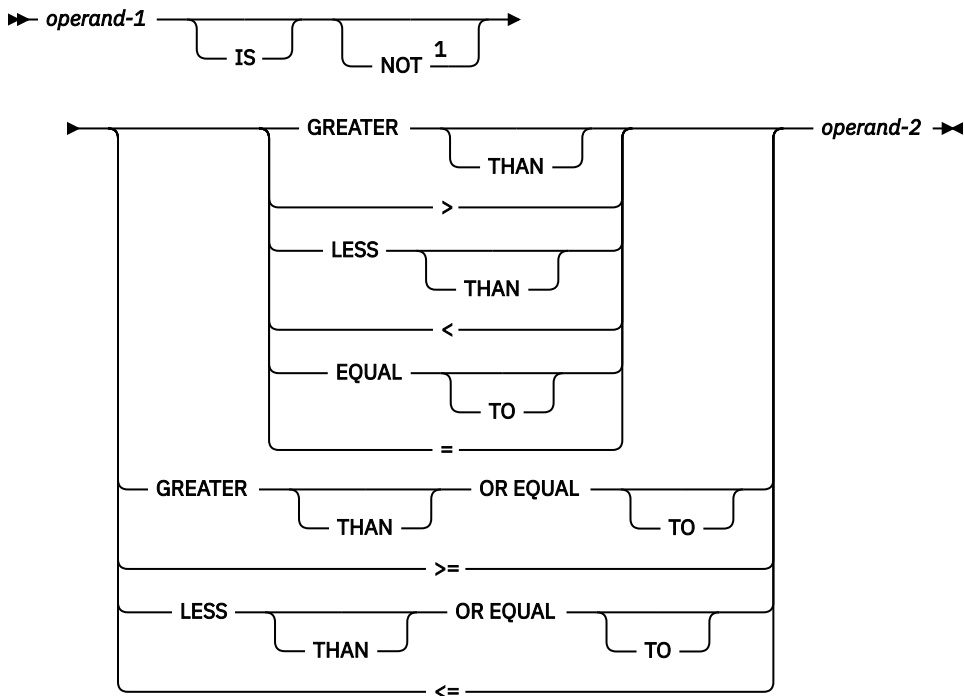 operand-1
IS
NOT 1
GREATER
THAN
operand-2
>
LESS
THAN
<
EQUAL
TO
=
GREATER OR EQUAL
THAN TO
>=
LESS OR EQUAL
THAN TO
<=